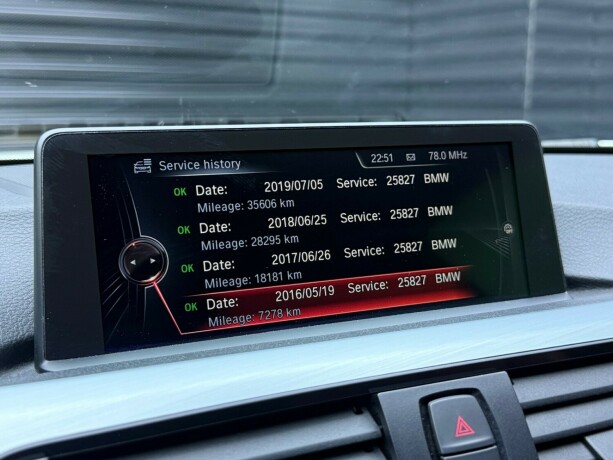 Service history
22:51 78.0 MHz
OK Date: 2019/07/05 Service: 25827 BMW
Mileage: 35606 km
OK Date: 2018/06/25 Service: 25827 BMW
Mileage: 28295 km
OK Date: 2017/06/26 Service: 25827 BMW
Mileage: 18181 km
OK Date: 2016/05/19 Service: 25827 BMW
Mileage: 7278 km